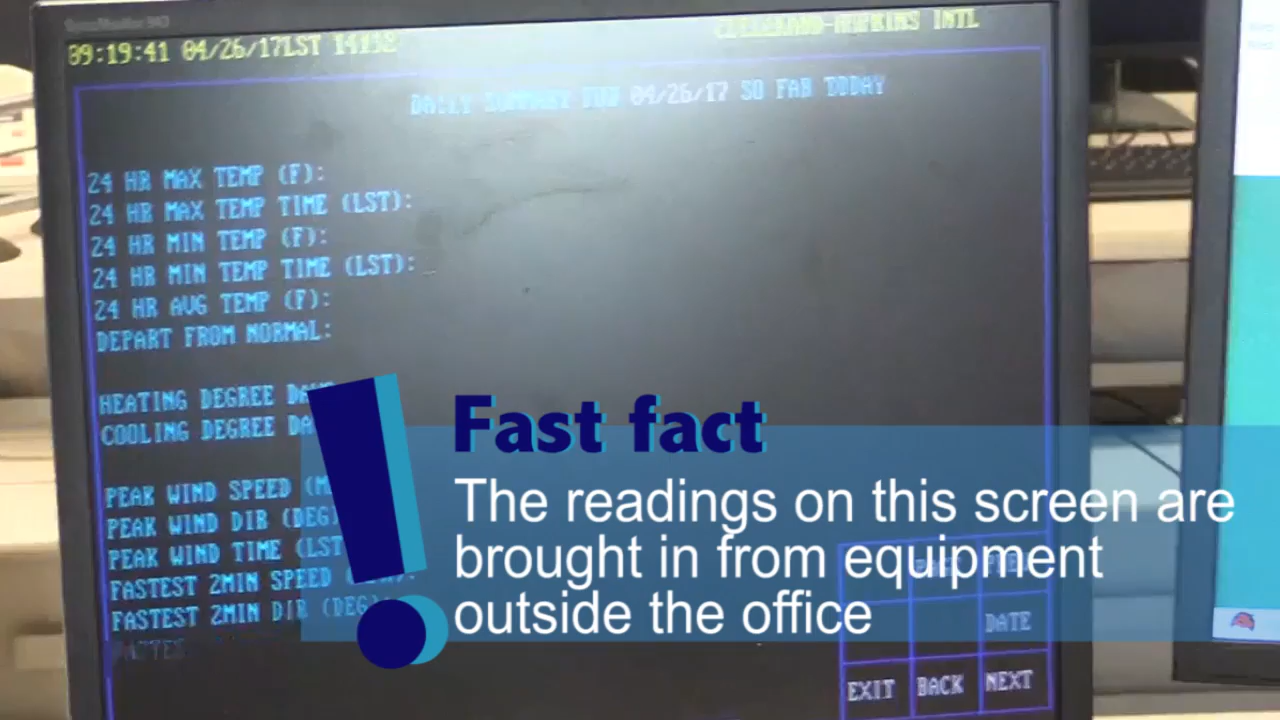 09:19:41 04/26/17LST
CLEVELAND-HOPKINS INTL
DAILY SUMMARY FOR 04/26/17 SO FAR TODAY
24 HR MAX TEMP (F):
24 HR MAX TEMP TIME (LST):
24 HR MIN TEMP (F):
24 HR MIN TEMP TIME (LST):
24 HR AVG TEMP (F):
DEPART FROM NORMAL:
HEATING DEGREE
COOLING DEGREE
PEAK WIND SPEED
PEAK WIND DIR (DEG)
PEAK WIND TIME (LST
FASTEST 2MIN SPEED
FASTEST 2MIN DIR (DEG)
Fast fact
The readings on this screen are
brought in from equipment
outside the office
DATE
EXIT BACK NEXT